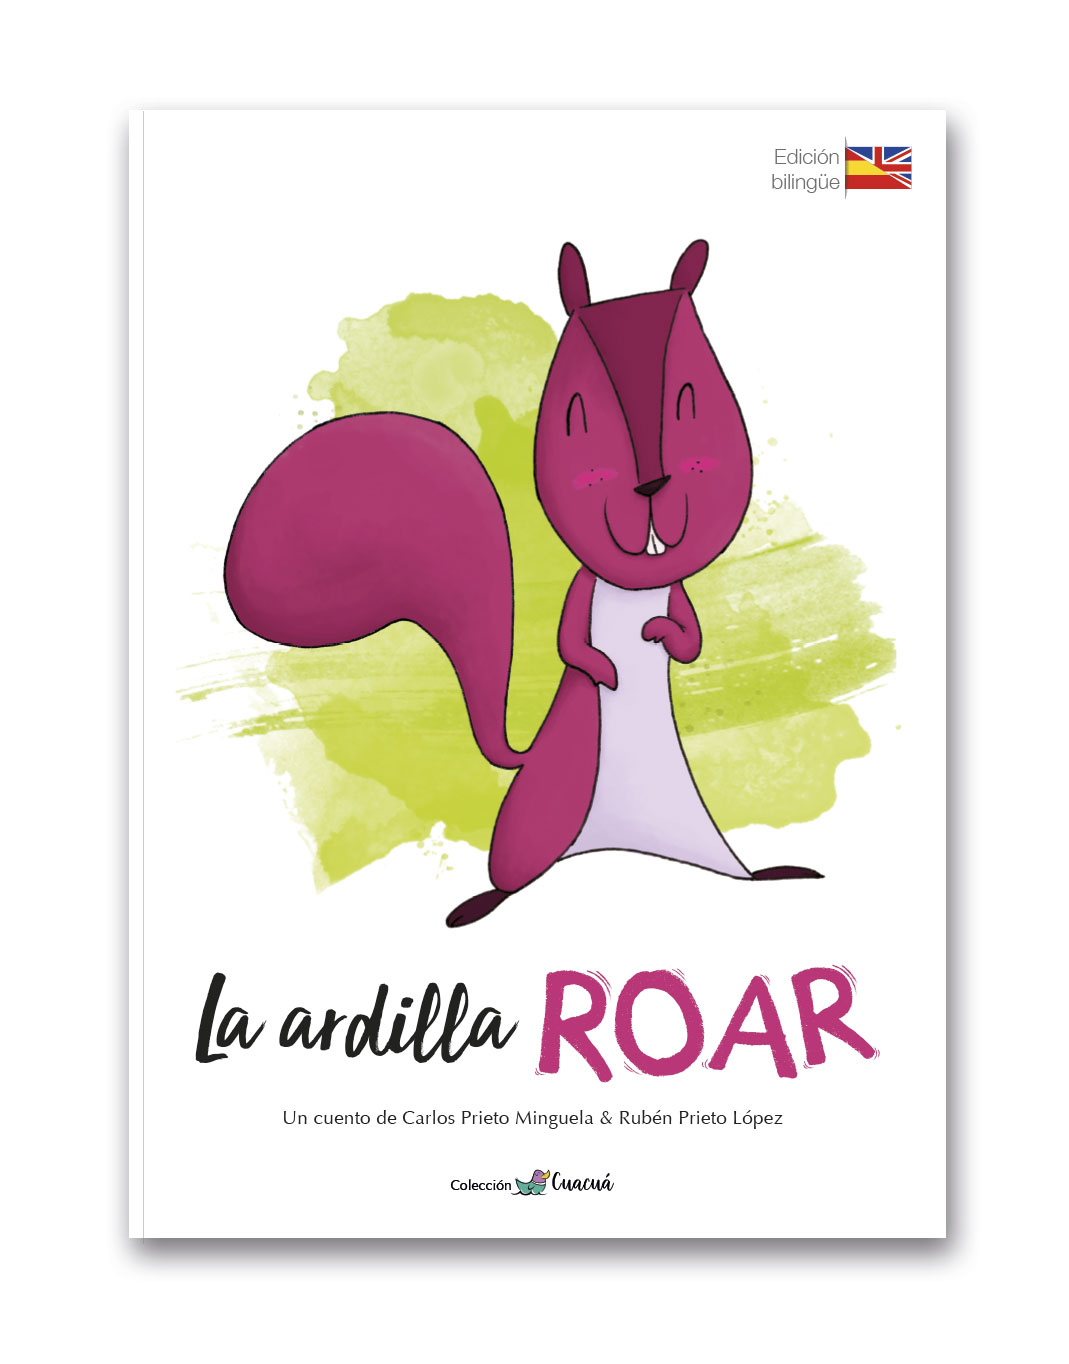 Edición
bilingüe
La ardilla ROAR
Un cuento de Carlos Prieto Minguela & Rubén Prieto López
Colección Cuacuá